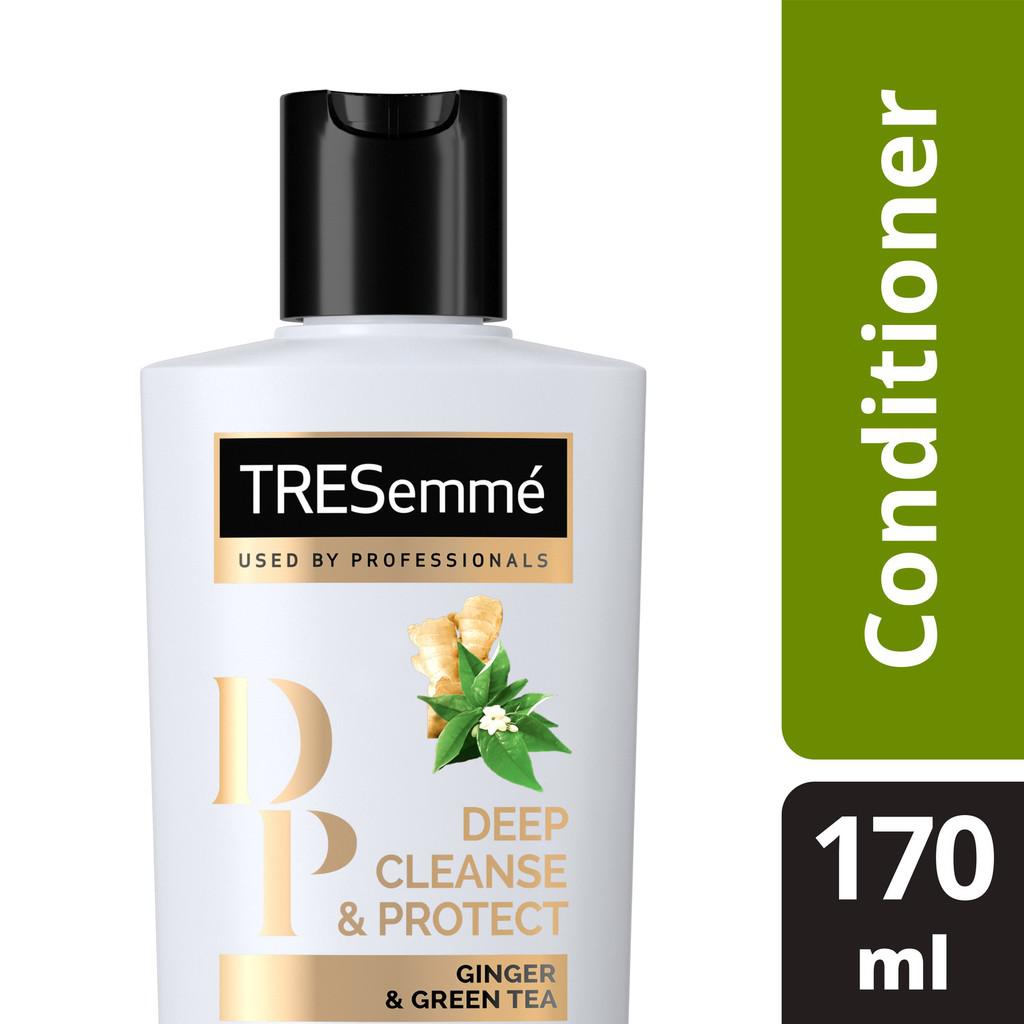 TRESemmé
USED BY PROFESSIONALS
DP
DEEP
CLEANSE
& PROTECT
GINGER
& GREEN TEA
Conditioner
170
ml